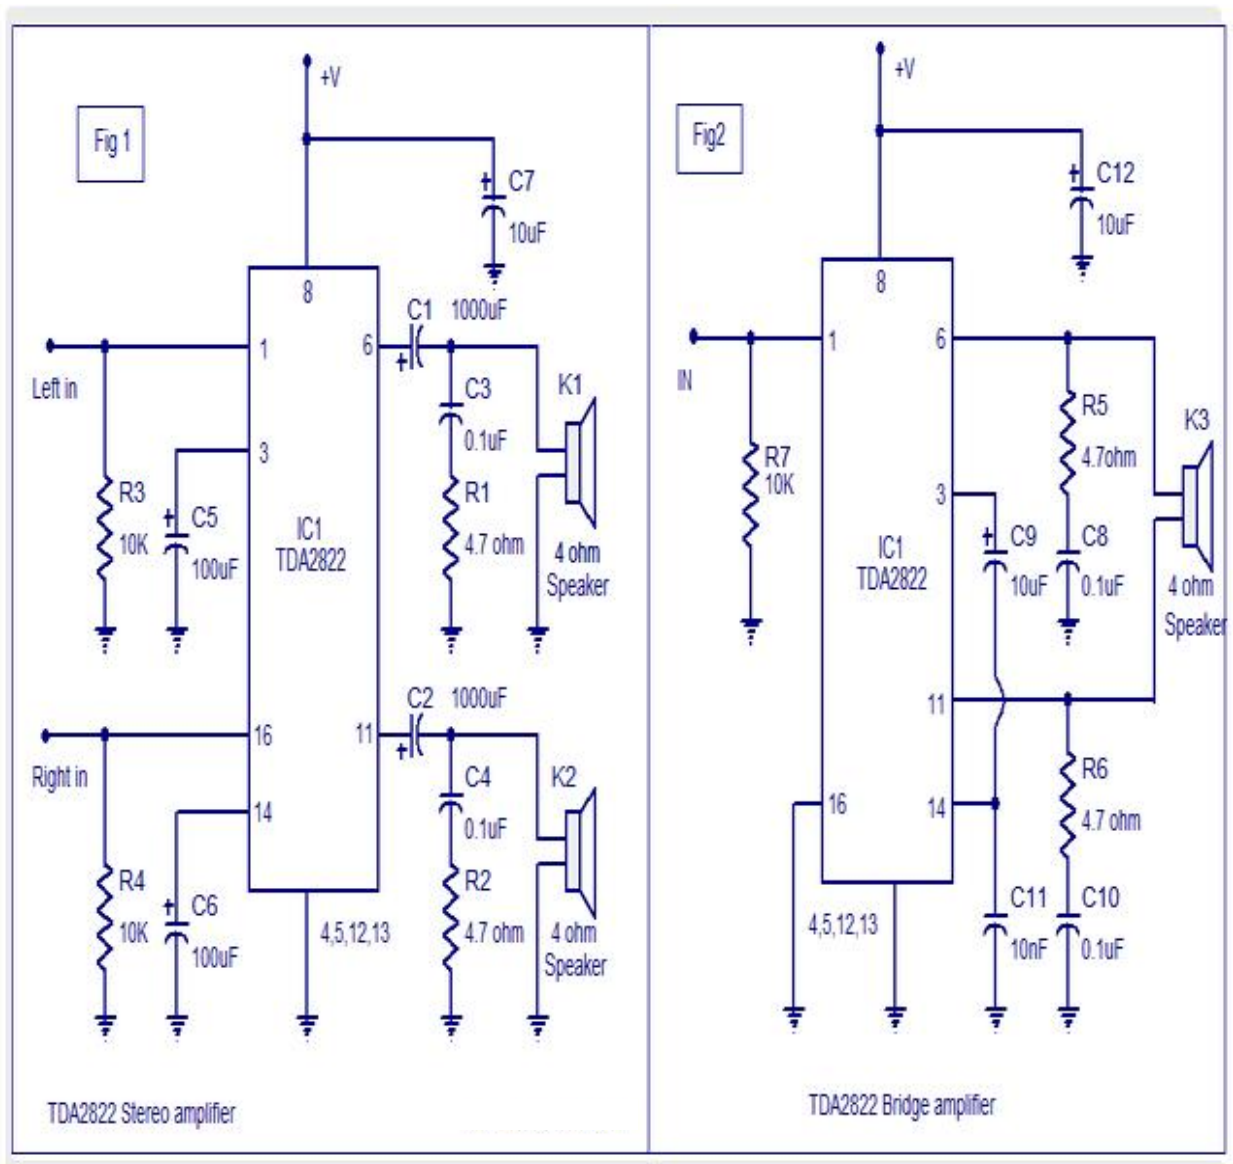 Fig 1
+V
+ C7
10uF
8
C1 1000uF
+
1
6
Left in
C3
0.1uF
K1
3
R3
10K
+ C5
100uF
IC1
TDA2822
R1
4.7 ohm
4 ohm
Speaker
C2 1000uF
+
16
11
Right in
C4
0.1uF
K2
14
R4
10K
+ C6
100uF
R2
4.7 ohm
4,5,12,13
4 ohm
Speaker
TDA2822 Stereo amplifier
Fig2
+V
+ C12
10uF
8
1
6
IN
R5
4.7ohm
K3
R7
10K
3
IC1
TDA2822
+ C9
10uF
C8
0.1uF
4 ohm
Speaker
11
R6
4.7 ohm
16
14
4,5,12,13
C11
10nF
C10
0.1uF
TDA2822 Bridge amplifier